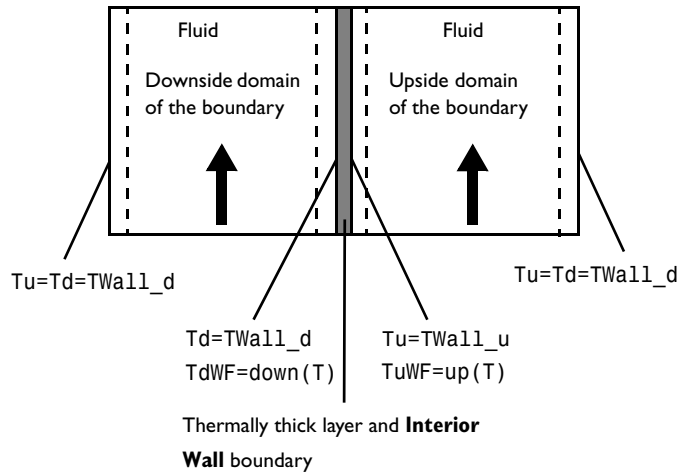 Fluid
Fluid
Downside domain
of the boundary
Upside domain
of the boundary
Tu=Td=TWall_d
Tu=Td=TWall_d
Td=TWall_d
TdWF=down(T)
Tu=TWall_u
TuWF=up(T)
Thermally thick layer and Interior
Wall boundary